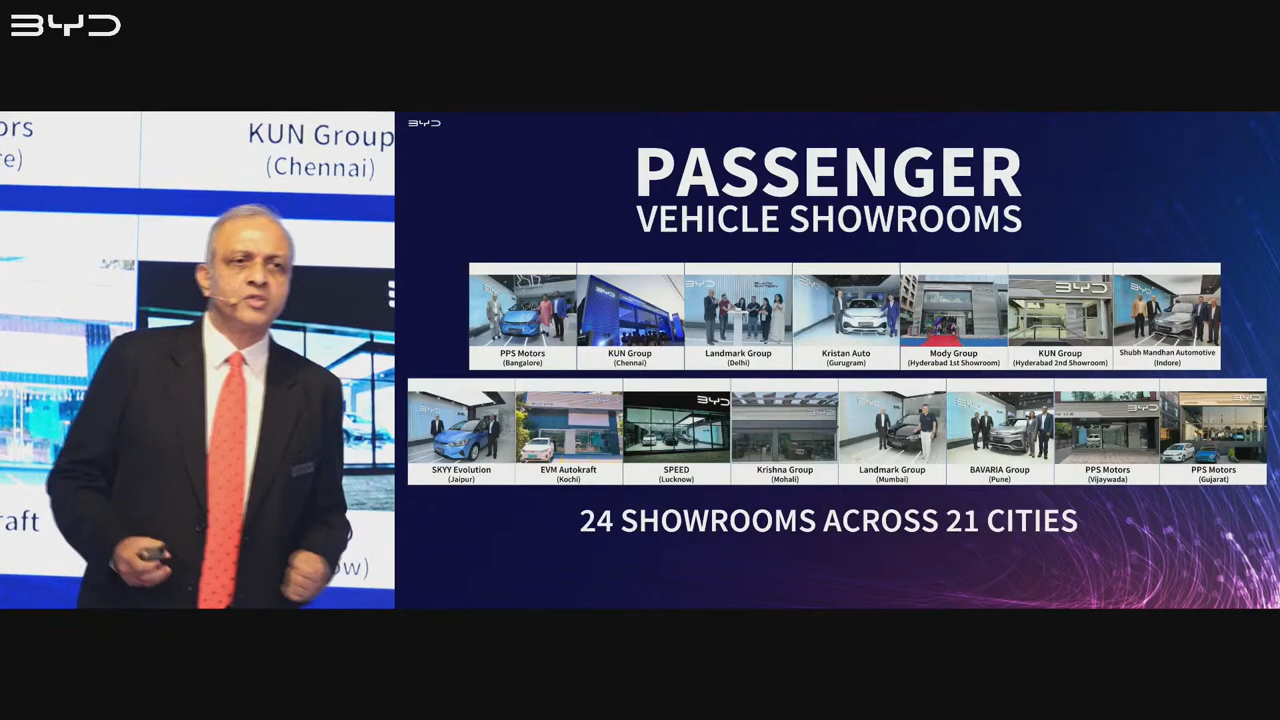 BYD
ors
re)
KUN Group
(Chennai)
raft
ow)
BYD
PASSENGER
VEHICLE SHOWROOMS
PPS Motors
(Bangalore)
KUN Group
(Chennai)
Landmark Group
(Delhi)
Kristan Auto
(Gurugram)
Mody Group
(Hyderabad 1st Showroom)
KUN Group
(Hyderabad 2nd Showroom)
Shubh Mandhan Automotive
(Indore)
SKYY Evolution
(Jaipur)
EVM Autokraft
(Kochi)
SPEED
(Lucknow)
Krishna Group
(Mohali)
Landmark Group
(Mumbai)
BAVARIA Group
(Pune)
PPS Motors
(Vijaywada)
PPS Motors
(Gujarat)
24 SHOWROOMS ACROSS 21 CITIES